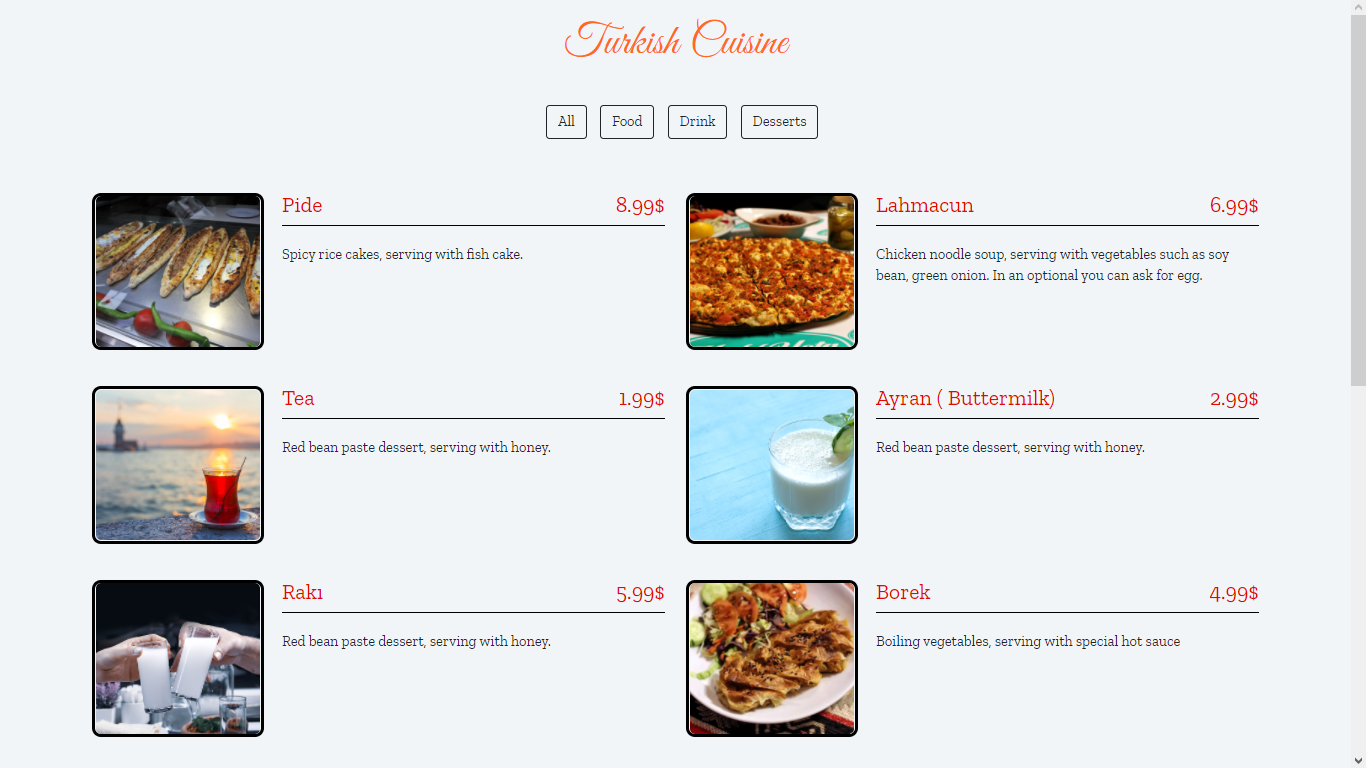 Turkish Cuisine
All Food Drink Desserts
Pide 8.99$
Spicy rice cakes, serving with fish cake.
Lahmacun 6.99$
Chicken noodle soup, serving with vegetables such as soy
bean, green onion. In an optional you can ask for egg.
Tea 1.99$
Red bean paste dessert, serving with honey.
Ayran ( Buttermilk) 2.99$
Red bean paste dessert, serving with honey.
Rakı 5.99$
Red bean paste dessert, serving with honey.
Borek 4.99$
Boiling vegetables, serving with special hot sauce